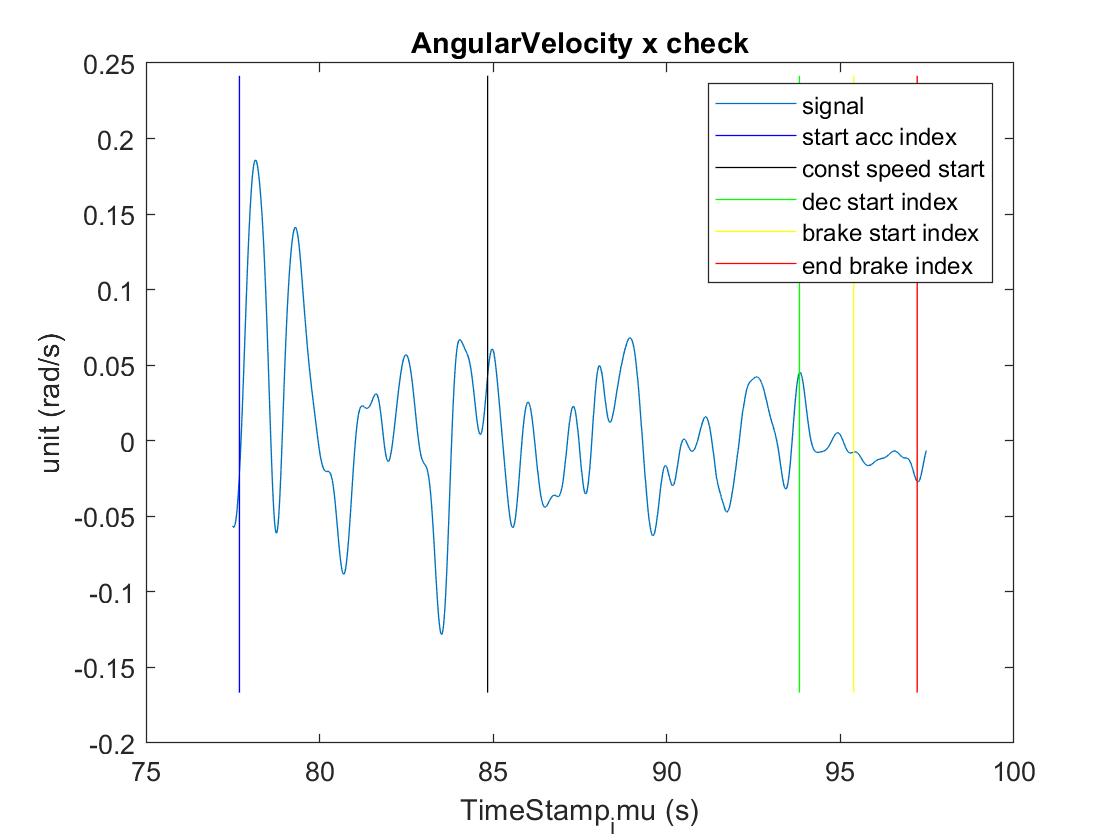 AngularVelocity x check
0.25
0.2
0.15
0.1
0.05
0
-0.05
-0.1
-0.15
-0.2
unit (rad/s)
signal
start acc index
const speed start
dec start index
brake start index
end brake index
75 80 85 90 95 100
TimeStampᵢmu (s)